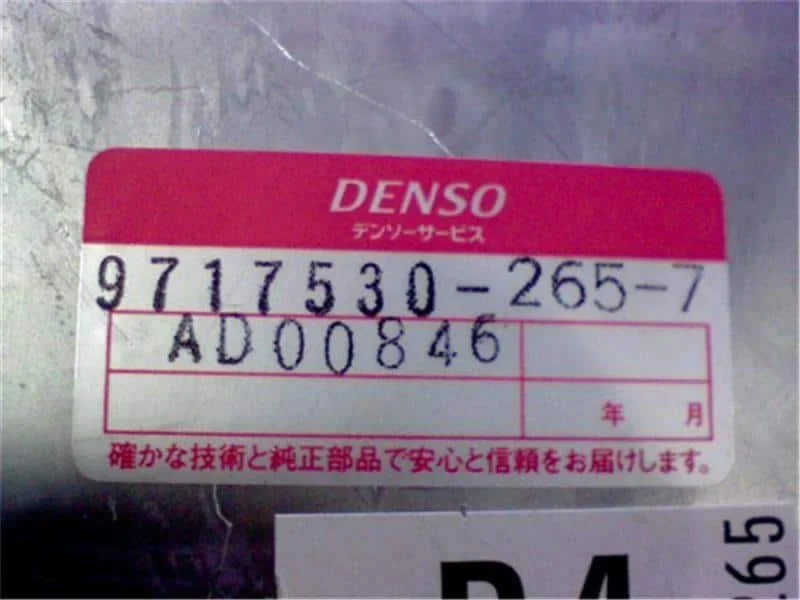 DENSO
デンソーサービス
9717530-265-7
AD00846
年 月
確かな技術と純正部品で安心と信頼をお届けします。
265